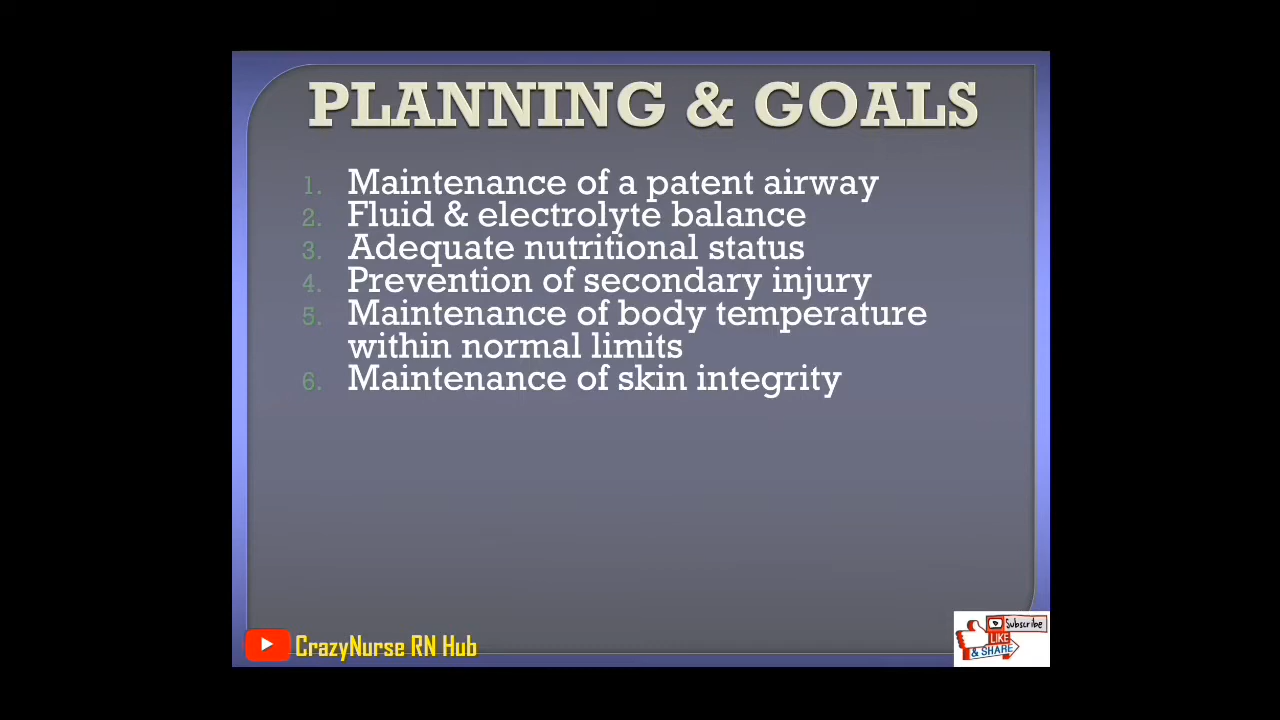 PLANNING & GOALS
1. Maintenance of a patent airway
2. Fluid & electrolyte balance
3. Adequate nutritional status
4. Prevention of secondary injury
5. Maintenance of body temperature
within normal limits
6. Maintenance of skin integrity
CrazyNurse RN Hub
Subscribe
LIKE
& SHARE